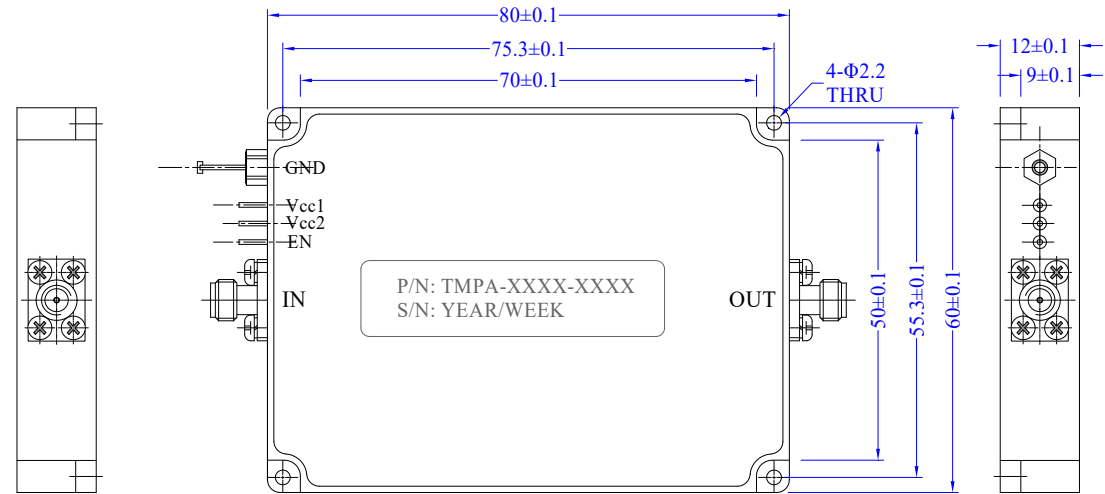 80±0.1
75.3±0.1
70±0.1
4-Φ2.2
THRU
12±0.1
9±0.1
GND
Vcc1
Vcc2
EN
IN
P/N: TMPA-XXXX-XXXX
S/N: YEAR/WEEK
OUT
50±0.1
55.3±0.1
60±0.1